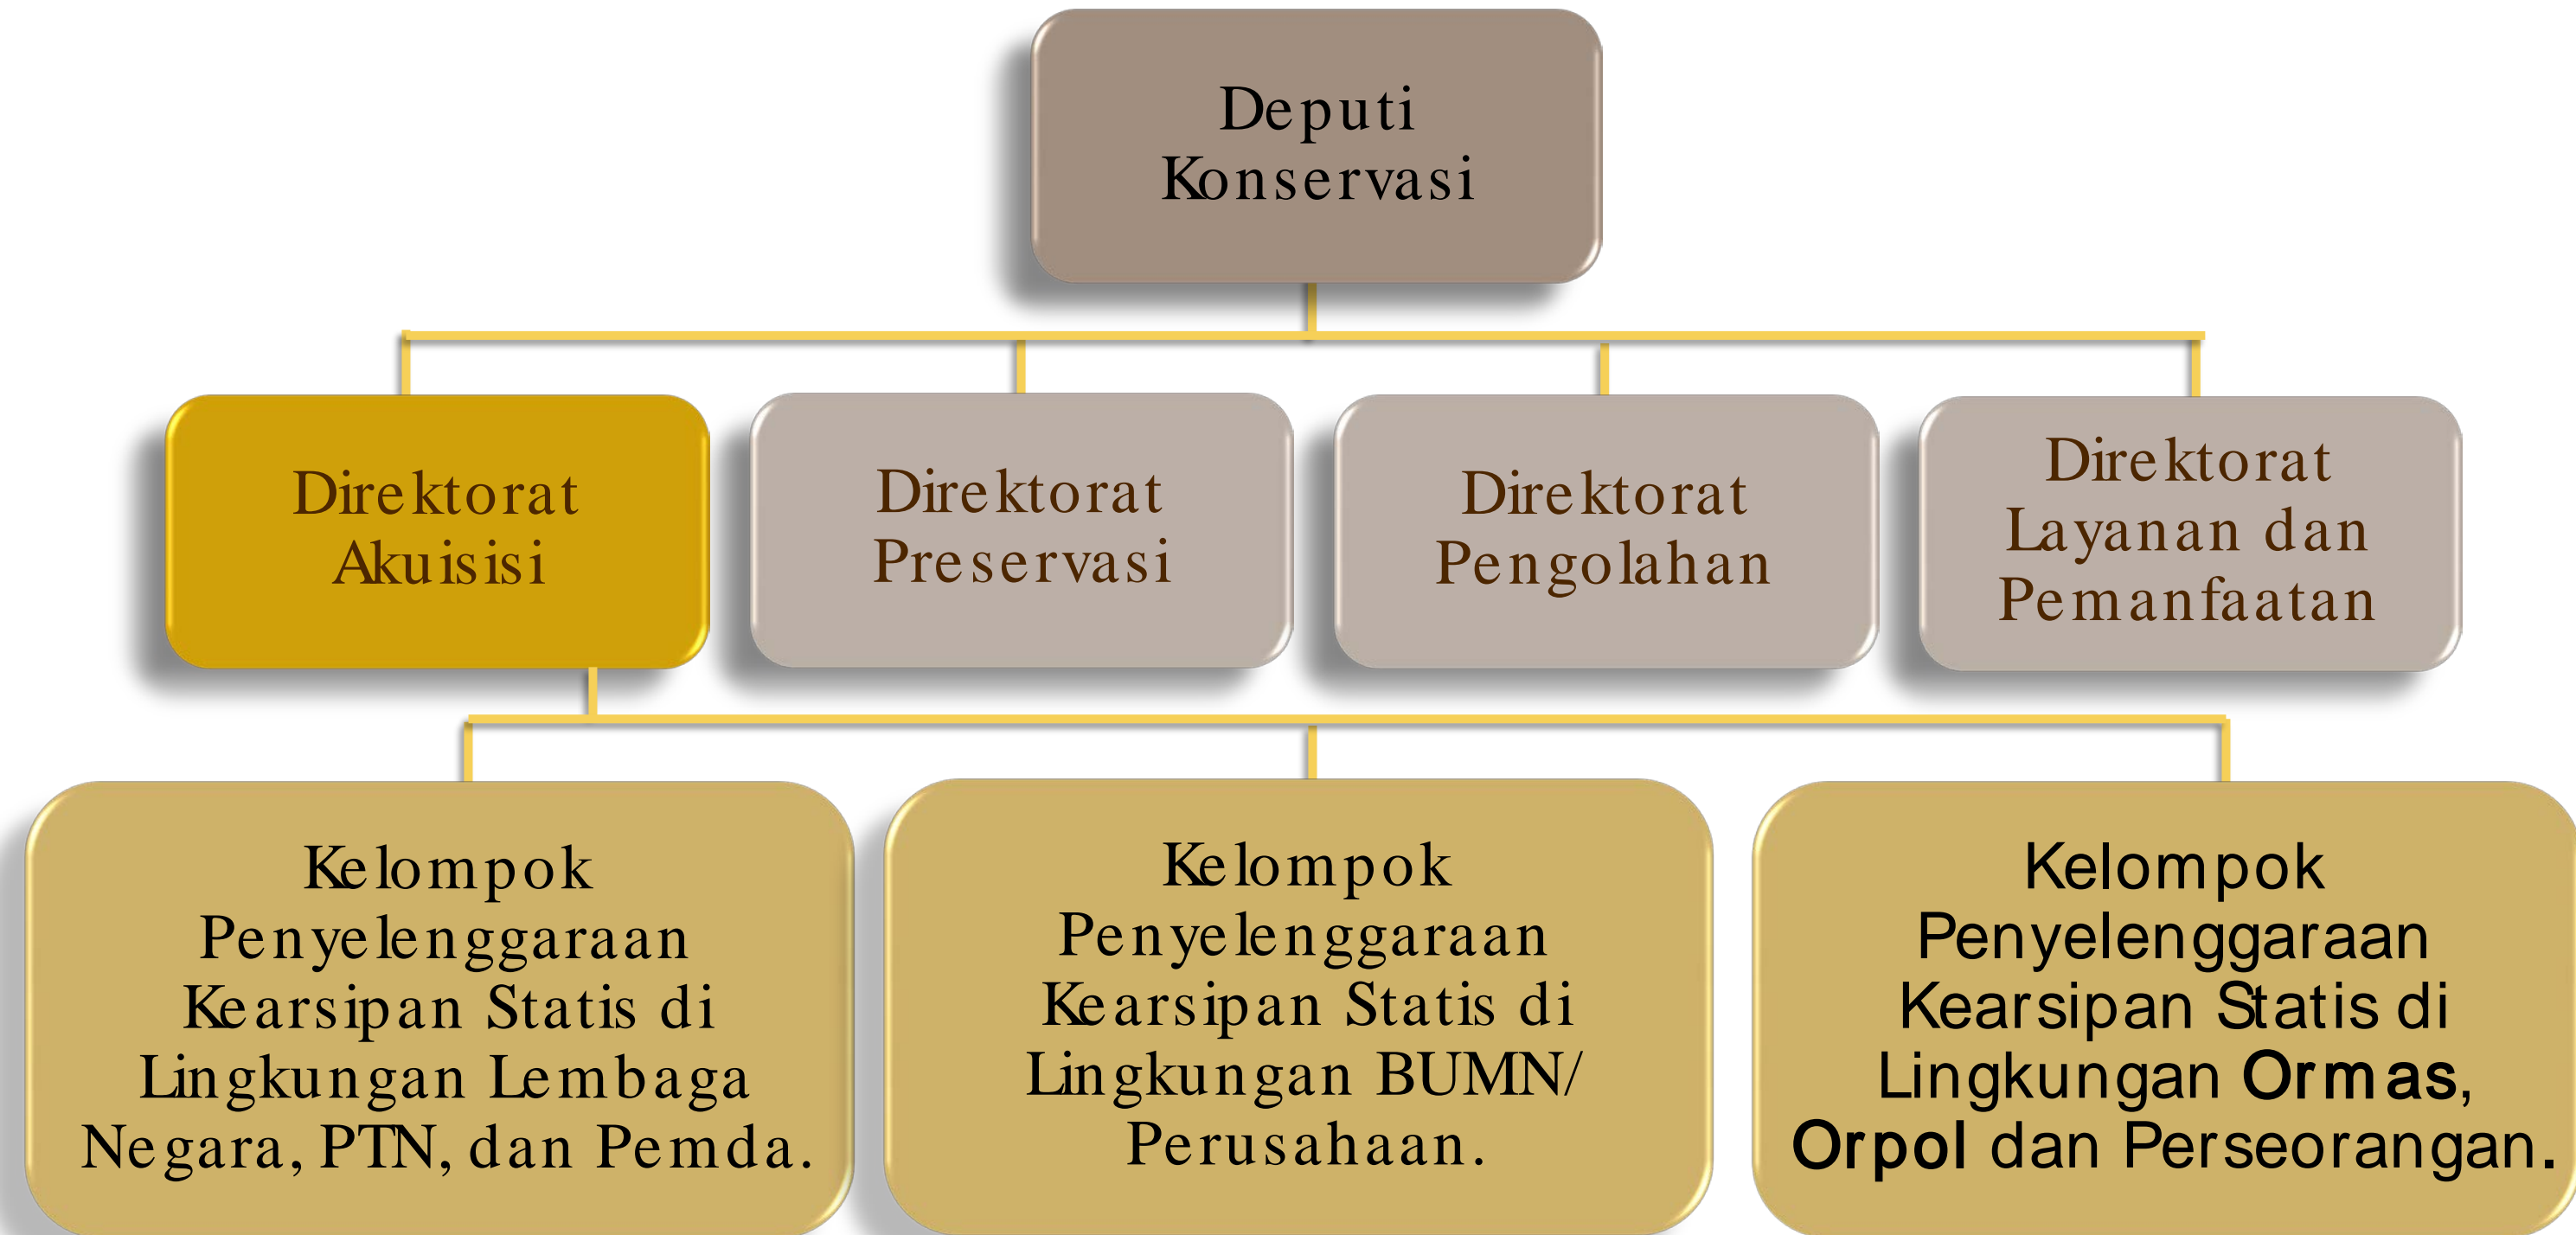 Deputi
Konservasi
Direktorat
Akuisisi
Direktorat
Preservasi
Direktorat
Pengolahan
Direktorat
Layanan dan
Pemanfaatan
Kelompok
Penyelenggaraan
Kearsipan Statis di
Lingkungan Lembaga
Negara, PTN, dan Pemda.
Kelompok
Penyelenggaraan
Kearsipan Statis di
Lingkungan BUMN/
Perusahaan.
Kelompok
Penyelenggaraan
Kearsipan Statis di
Lingkungan Ormas,
Orpol dan Perseorangan.